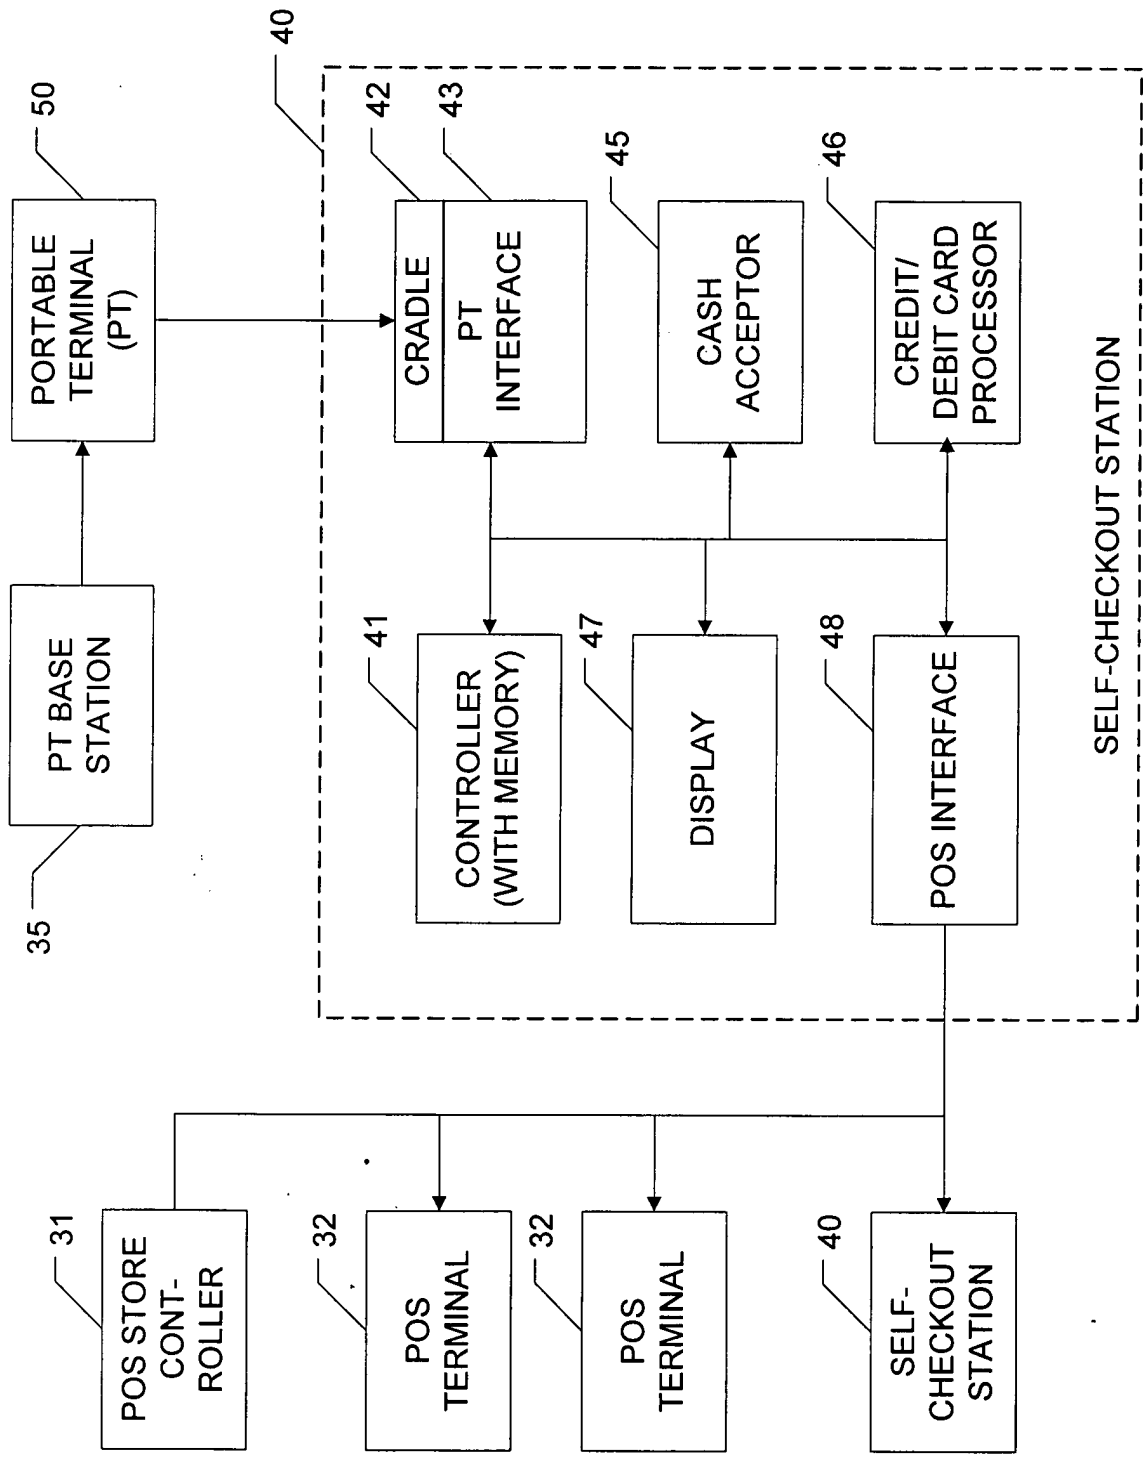 35
PT BASE
STATION
PORTABLE
TERMINAL
(PT)
50
40
31
POS STORE
CONT-
ROLLER
32
POS
TERMINAL
32
POS
TERMINAL
40
SELF-
CHECKOUT
STATION
41
CONTROLLER
(WITH MEMORY)
CRADLE
42
PT
INTERFACE
43
47
DISPLAY
CASH
ACCEPTOR
45
48
POS INTERFACE
CREDIT/
DEBIT CARD
PROCESSOR
46
SELF-CHECKOUT STATION